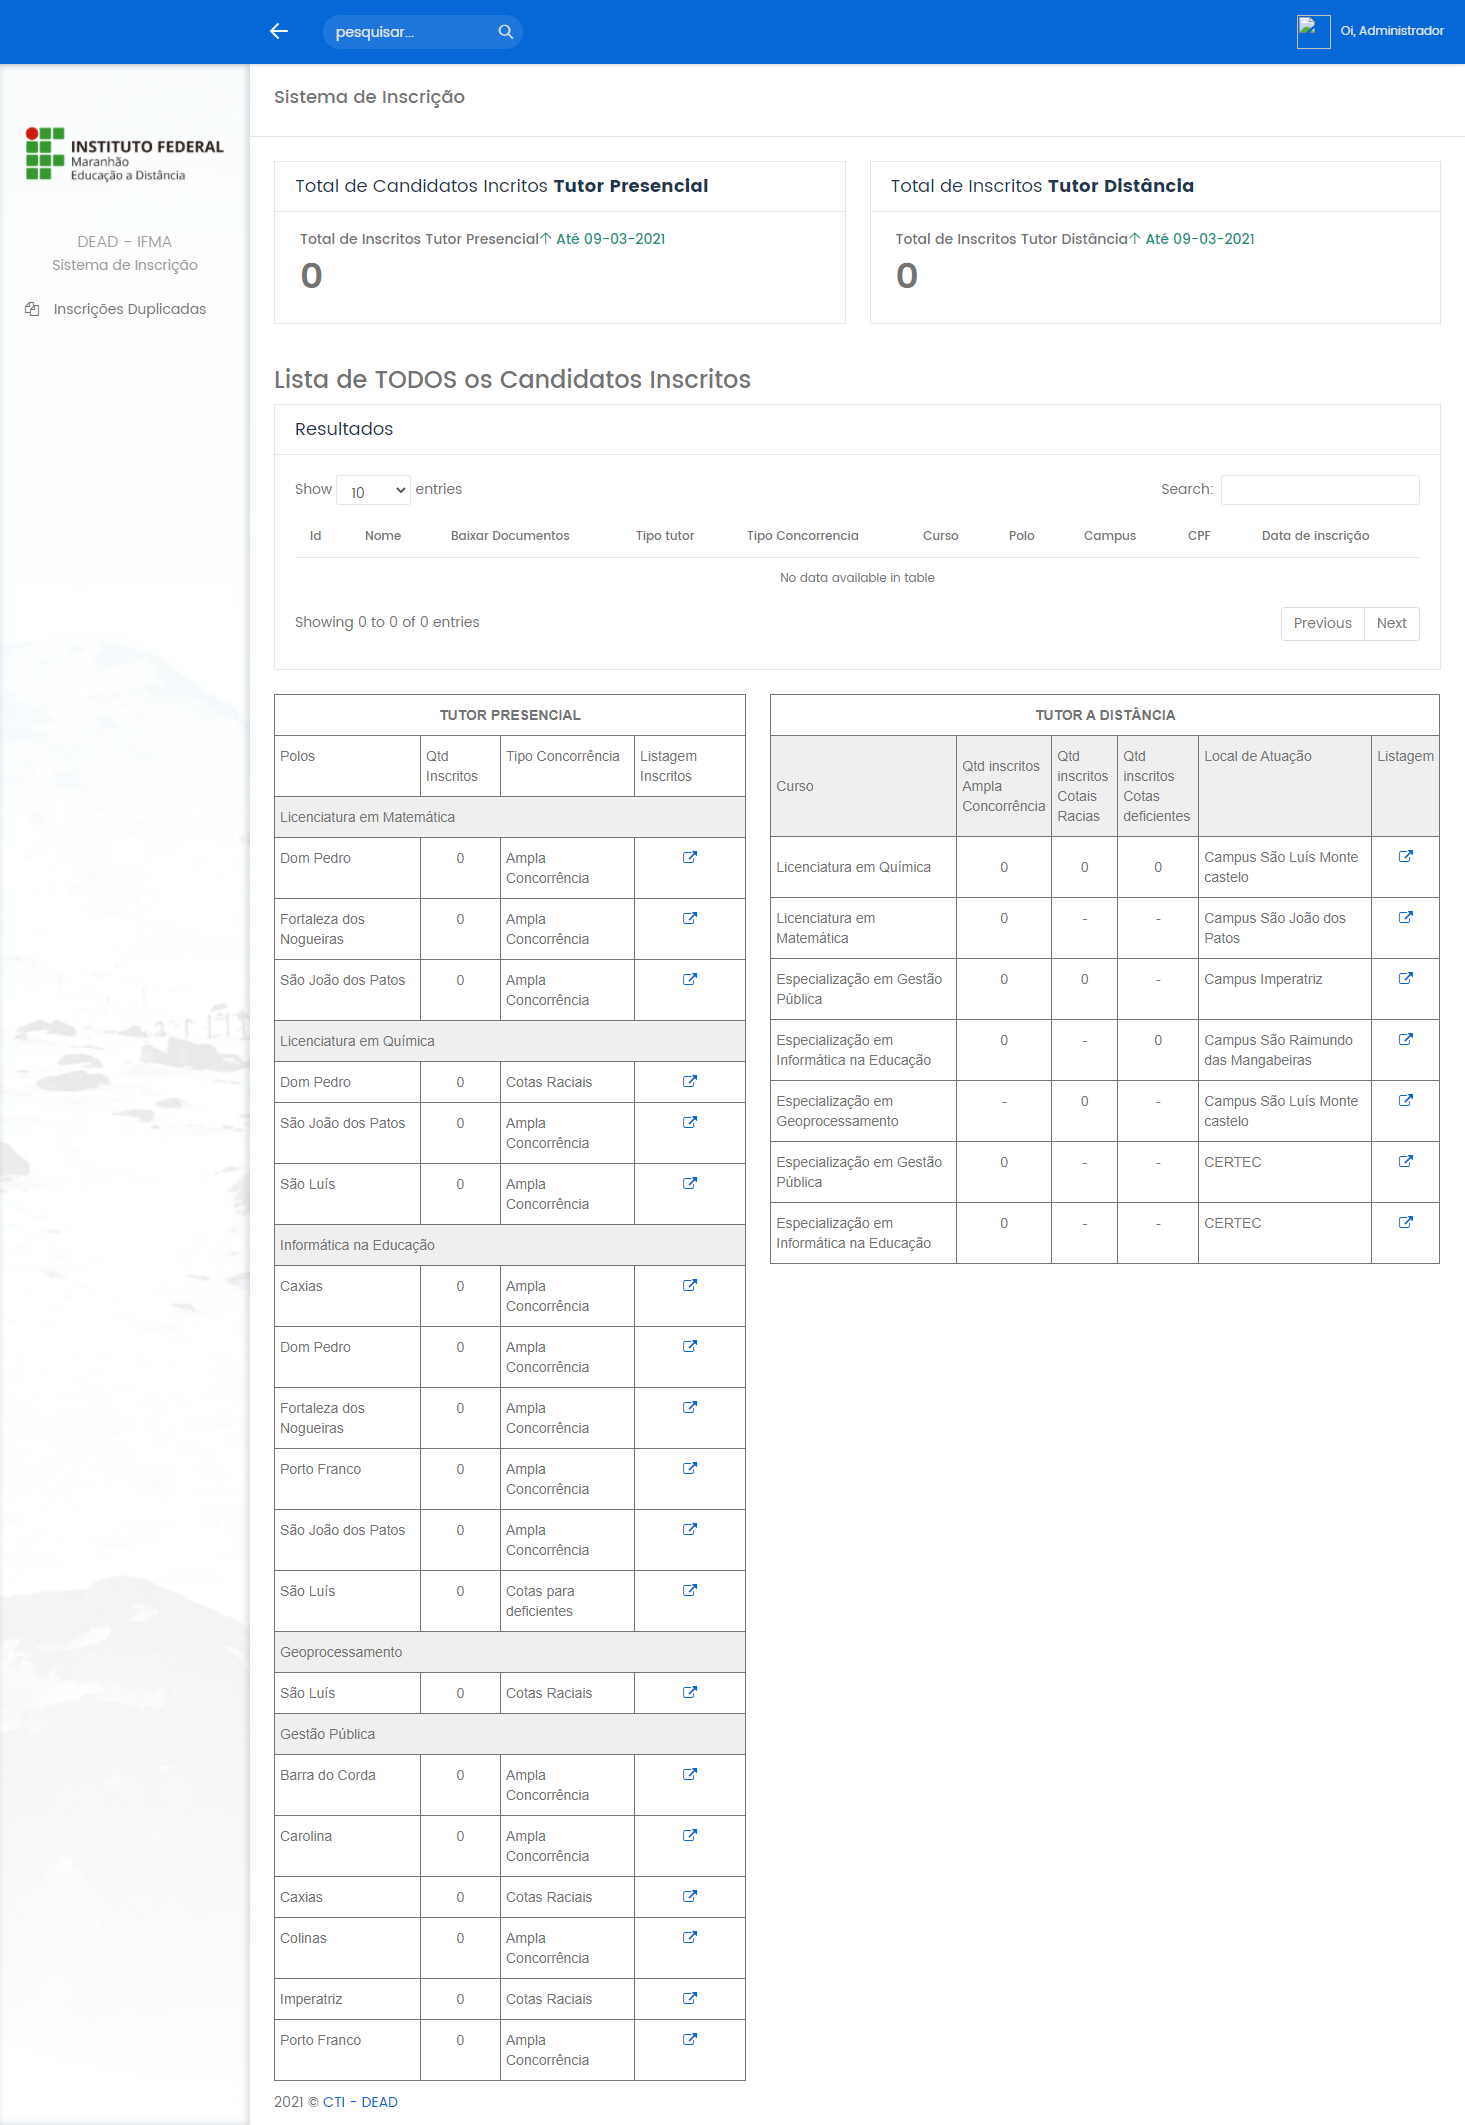 pesquisar...
Oi, Administrador
INSTITUTO FEDERAL
Maranhão
Educação a Distância
DEAD - IFMA
Sistema de Inscrição
Inscrições Duplicadas
Sistema de Inscrição
Total de Candidatos Incritos Tutor Presencial
Total de Inscritos Tutor Presencial↑ Até 09-03-2021
0
Total de Inscritos Tutor Distância
Total de Inscritos Tutor Distância↑ Até 09-03-2021
0
Lista de TODOS os Candidatos Inscritos
Resultados
Show 10 entries
Search:
Id Nome Baixar Documentos Tipo tutor Tipo Concorrencia Curso Polo Campus CPF Data de inscrição
No data available in table
Showing 0 to 0 of 0 entries
Previous Next
TUTOR PRESENCIAL
Polos
Qtd
Inscritos
Tipo Concorrência
Listagem
Inscritos
Licenciatura em Matemática
Dom Pedro 0 Ampla
Concorrência
Fortaleza dos
Nogueiras
0
Ampla
Concorrência
São João dos Patos 0 Ampla
Concorrência
Licenciatura em Química
Dom Pedro 0 Cotas Raciais
São João dos Patos 0 Ampla
Concorrência
São Luís 0 Ampla
Concorrência
Informática na Educação
Caxias 0 Ampla
Concorrência
Dom Pedro 0 Ampla
Concorrência
Fortaleza dos
Nogueiras
0
Ampla
Concorrência
Porto Franco 0 Ampla
Concorrência
São João dos Patos 0 Ampla
Concorrência
São Luís 0 Cotas para
deficientes
Geoprocessamento
São Luís 0 Cotas Raciais
Gestão Pública
Barra do Corda 0 Ampla
Concorrência
Carolina 0 Ampla
Concorrência
Caxias 0 Cotas Raciais
Colinas 0 Ampla
Concorrência
Imperatriz 0 Cotas Raciais
Porto Franco 0 Ampla
Concorrência
TUTOR A DISTÂNCIA
Curso
Qtd inscritos
Ampla
Concorrência
Qtd
inscritos
Cotais
Racias
Qtd
inscritos
Cotas
deficientes
Local de Atuação
Listagem
Licenciatura em Química 0 0 0 Campus São Luís Monte
castelo
Licenciatura em
Matemática
0 - -
Campus São João dos
Patos
Especialização em Gestão
Pública
0 0 -
Campus Imperatriz
Especialização em
Informática na Educação
0 - 0
Campus São Raimundo
das Mangabeiras
Especialização em
Geoprocessamento
- 0 -
Campus São Luís Monte
castelo
Especialização em Gestão
Pública
0 - -
CERTEC
Especialização em
Informática na Educação
0 - -
CERTEC
2021 © CTI - DEAD